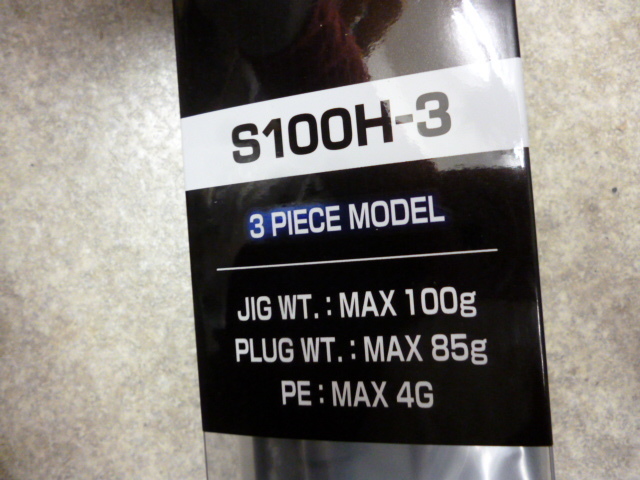 S100H-3
3 PIECE MODEL
JIG WT. : MAX 100g
PLUG WT. : MAX 85g
PE : MAX 4G